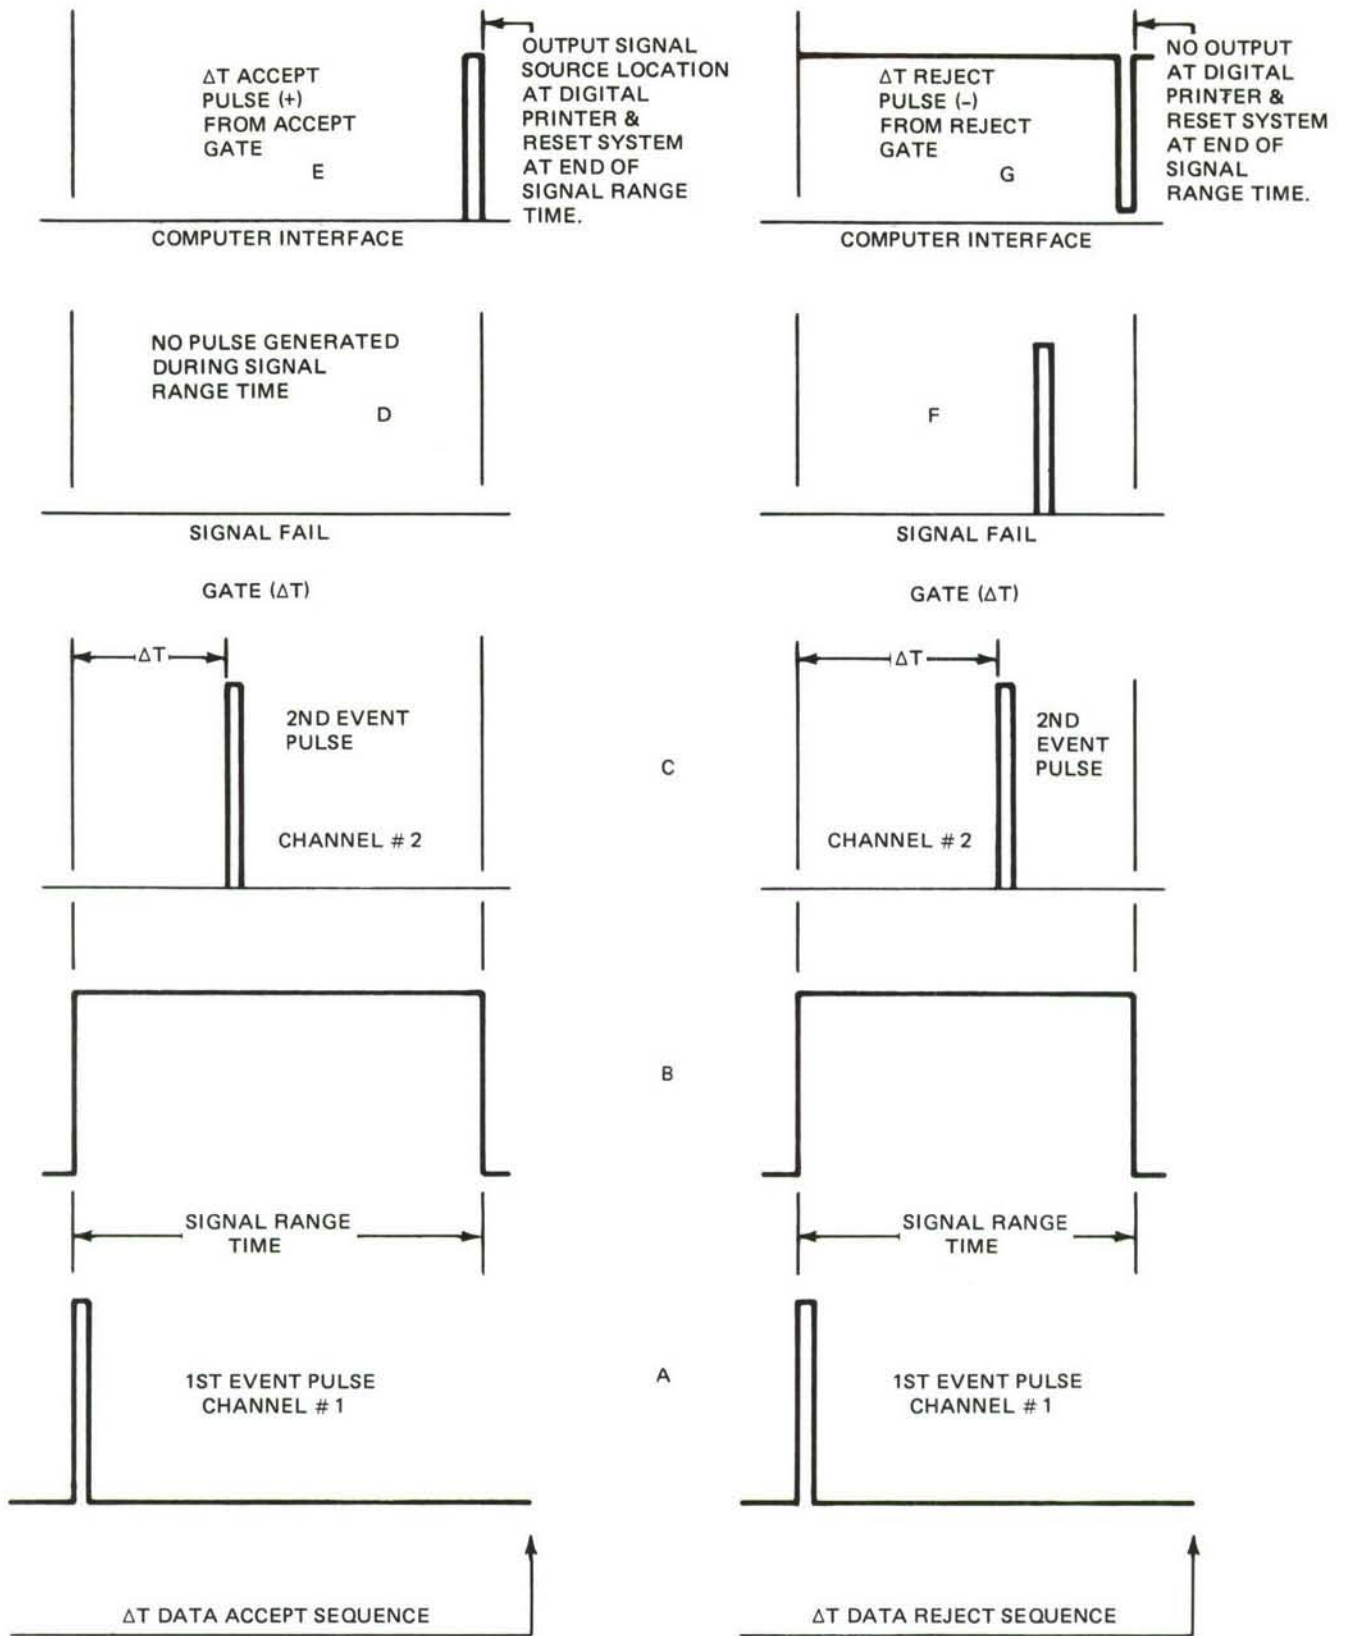 ΔT ACCEPT
PULSE (+)
FROM ACCEPT
GATE
E
OUTPUT SIGNAL
SOURCE LOCATION
AT DIGITAL
PRINTER &
RESET SYSTEM
AT END OF
SIGNAL RANGE
TIME.
COMPUTER INTERFACE
ΔT REJECT
PULSE (-)
FROM REJECT
GATE
G
NO OUTPUT
AT DIGITAL
PRINTER &
RESET SYSTEM
AT END OF
SIGNAL
RANGE TIME.
COMPUTER INTERFACE
NO PULSE GENERATED
DURING SIGNAL
RANGE TIME
D
SIGNAL FAIL
F
SIGNAL FAIL
GATE (ΔT)
GATE (ΔT)
ΔT
2ND EVENT
PULSE
CHANNEL # 2
C
ΔT
2ND
EVENT
PULSE
CHANNEL # 2
B
SIGNAL RANGE
TIME
SIGNAL RANGE
TIME
1ST EVENT PULSE
CHANNEL # 1
A
1ST EVENT PULSE
CHANNEL # 1
ΔT DATA ACCEPT SEQUENCE
ΔT DATA REJECT SEQUENCE